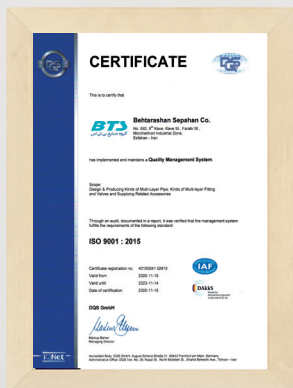 DQS
CERTIFICATE
DQS
This is to certify that
BTS
Behtarashan Sepahan Co.
No. 552, 6th Kave, Kave St., Farabi St.,
Morchekhort Industrial Zone,
Esfahan - Iran
has implemented and maintains a Quality Management System
Scope:
Design & Producing Kinds of Multi-Layer Pipe, Kinds of Multi-layer Fitting
and Valves and Supplying Related Accessories
Through an audit, documented in a report, it was verified that the management system
fulfills the requirements of the following standard:
ISO 9001 : 2015
Certificate registration no.
Valid from 2020-11-15
Valid until 2023-11-14
Date of certification 2020-11-15
IAF
DAkkS
DQS GmbH
Managing Director
Net